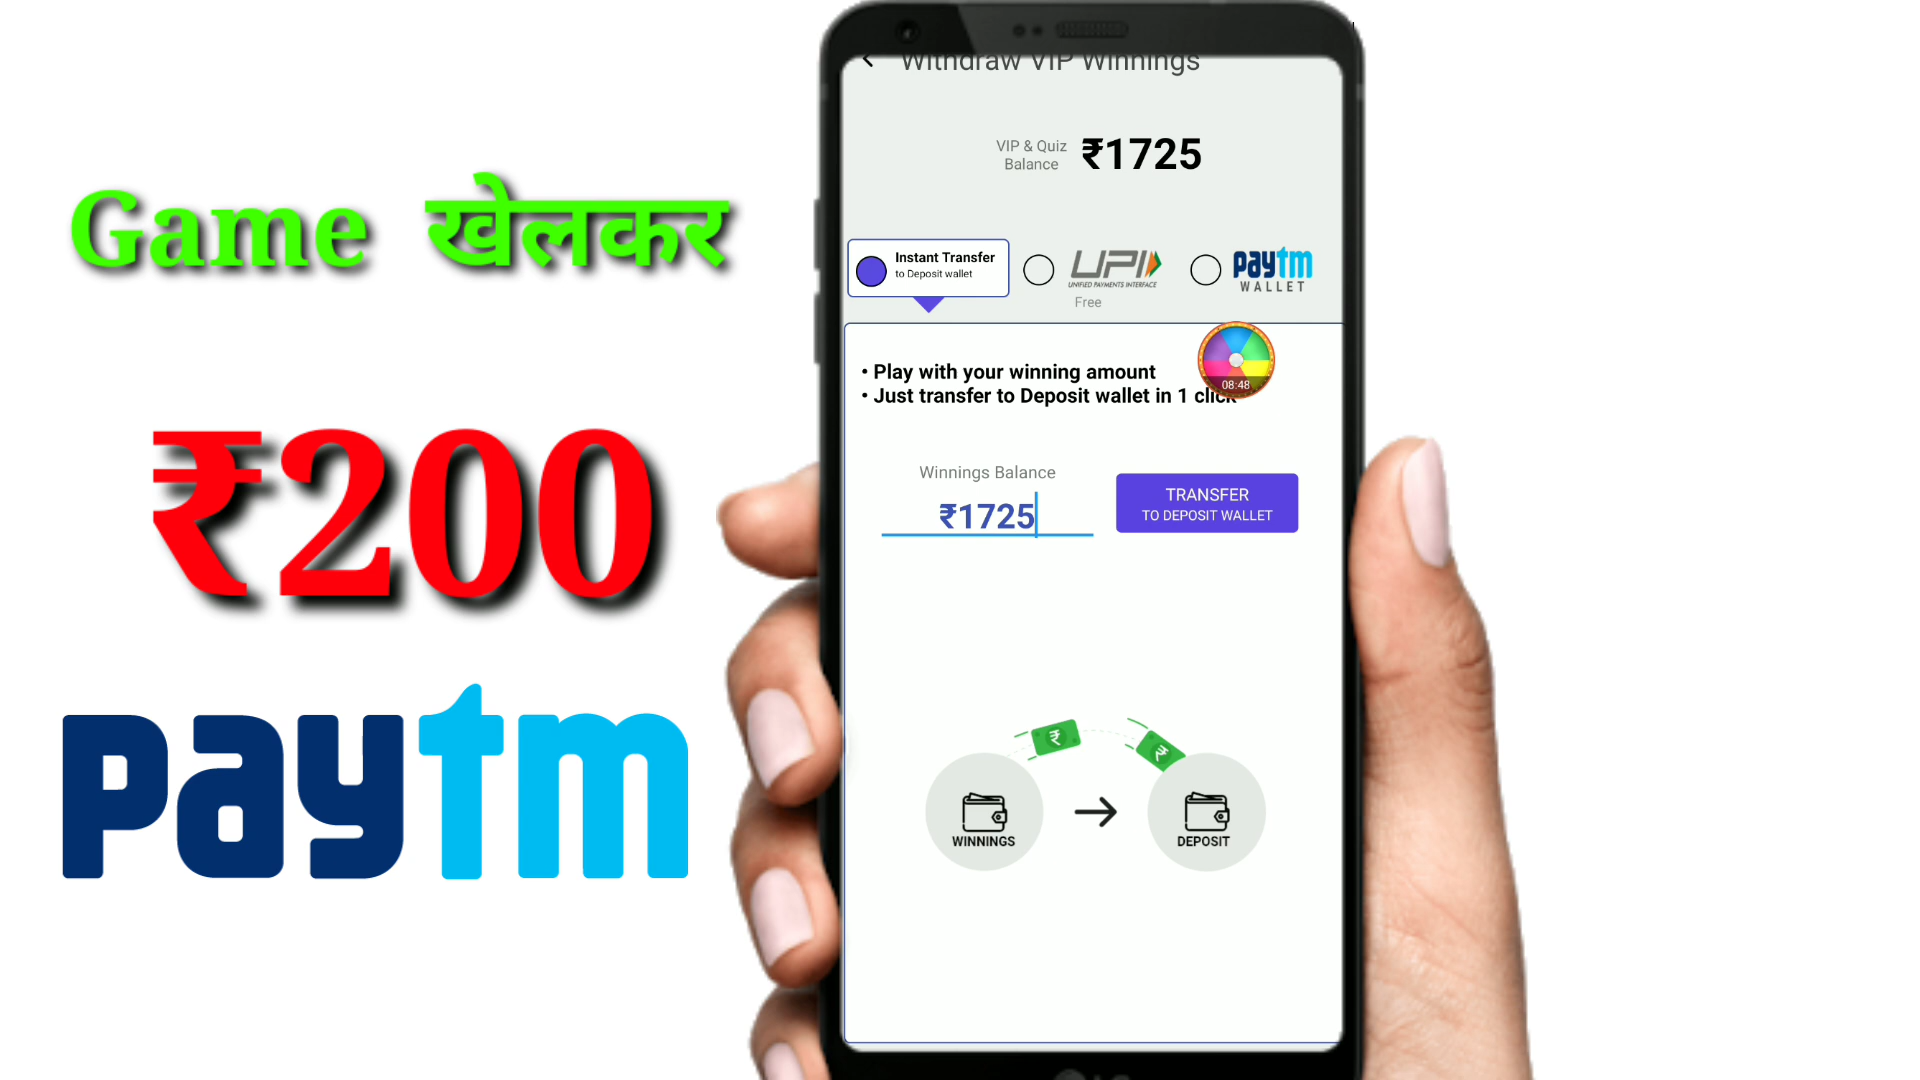 Game खेलकर
₹200
paytm
Withdraw VIP Winnings
VIP & Quiz
Balance
₹1725
Instant Transfer
to Deposit wallet
UPI
UNIFIED PAYMENTS INTERFACE
Free
paytm
WALLET
• Play with your winning amount
• Just transfer to Deposit wallet in 1 click
08:48
Winnings Balance
₹1725
TRANSFER
TO DEPOSIT WALLET
₹
₹
WINNINGS
DEPOSIT